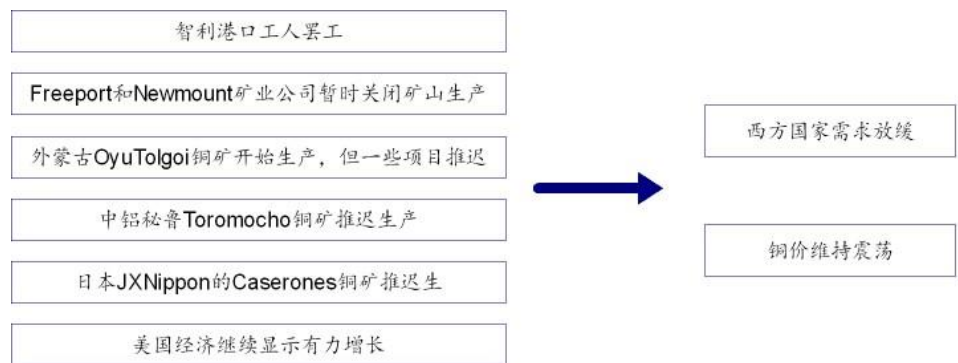 智利港口工人罢工
Freeport和Newmount矿业公司暂时关闭矿山生产
外蒙古OyuTolgoi铜矿开始生产，但一些项目推迟
中铝秘鲁Toromocho铜矿推迟生产
日本JXNippon的Caserones铜矿推迟生
美国经济继续显示有力增长
西方国家需求放缓
铜价维持震荡